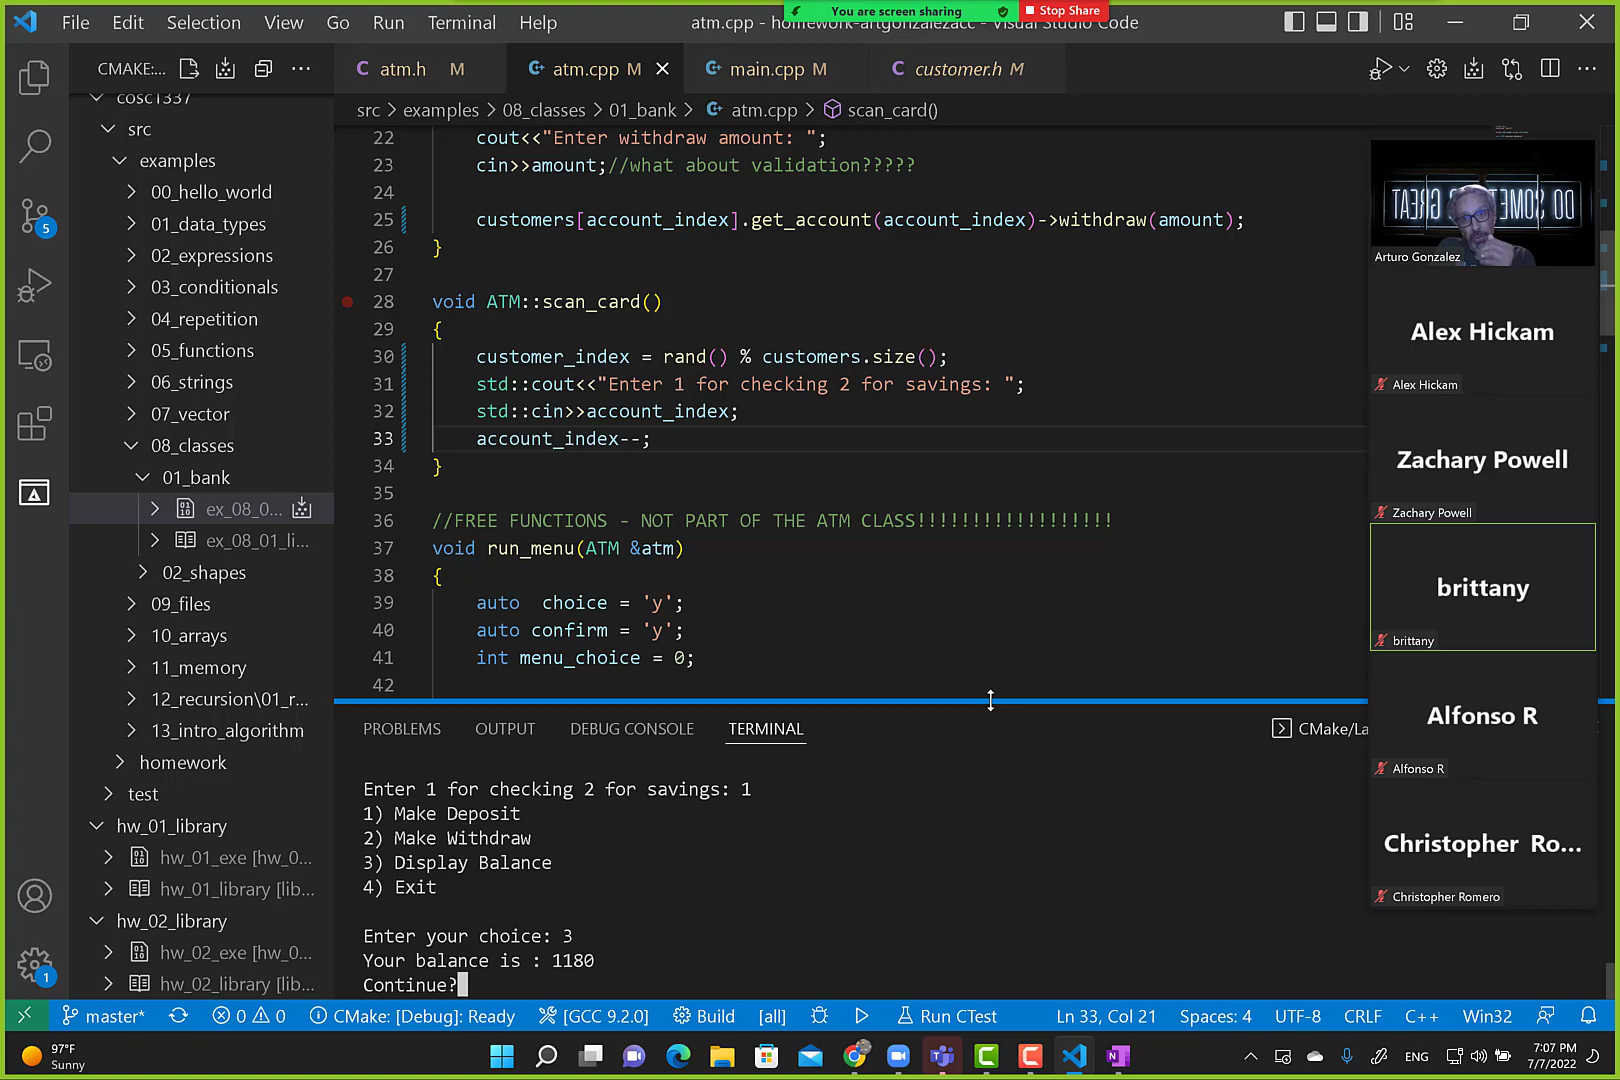 You are screen sharing
Stop Share
File Edit Selection View Go Run Terminal Help
atm.cpp - homework-artgonzalezacc - Visual Studio Code
CMAKE:... ···
atm.h M
atm.cpp M
main.cpp M
customer.h M
src > examples > 08_classes > 01_bank > atm.cpp > scan_card()
cosc1337
src
examples
00_hello_world
01_data_types
02_expressions
03_conditionals
04_repetition
05_functions
06_strings
07_vector
08_classes
01_bank
ex_08_0...
ex_08_01_li...
02_shapes
09_files
10_arrays
11_memory
12_recursion\01_r...
13_intro_algorithm
homework
test
hw_01_library
hw_01_exe [hw_0...
hw_01_library [lib...
hw_02_library
hw_02_exe [hw_0...
hw_02_library [lib...
5
1
22 cout<<"Enter withdraw amount: ";
23 cin>>amount;//what about validation?????
24
25 customers[account_index].get_account(account_index)->withdraw(amount);
26 }
27
28 void ATM::scan_card()
29 {
30 customer_index = rand() % customers.size();
31 std::cout<<"Enter 1 for checking 2 for savings: ";
32 std::cin>>account_index;
33 account_index--;
34 }
35
36 //FREE FUNCTIONS - NOT PART OF THE ATM CLASS!!!!!!!!!!!!!!!!!!
37 void run_menu(ATM &atm)
38 {
39 auto  choice = 'y';
40 auto confirm = 'y';
41 int menu_choice = 0;
42
PROBLEMS OUTPUT DEBUG CONSOLE TERMINAL
CMake/La
Enter 1 for checking 2 for savings: 1
1) Make Deposit
2) Make Withdraw
3) Display Balance
4) Exit
Enter your choice: 3
Your balance is : 1180
Continue?
Arturo Gonzalez
Alex Hickam
Alex Hickam
Zachary Powell
Zachary Powell
brittany
brittany
Alfonso R
Alfonso R
Christopher Ro...
Christopher Romero
master* 0 0 CMake: [Debug]: Ready [GCC 9.2.0] Build [all] Run CTest Ln 33, Col 21 Spaces: 4 UTF-8 CRLF C++ Win32
97°F
Sunny
ENG
7:07 PM
7/7/2022